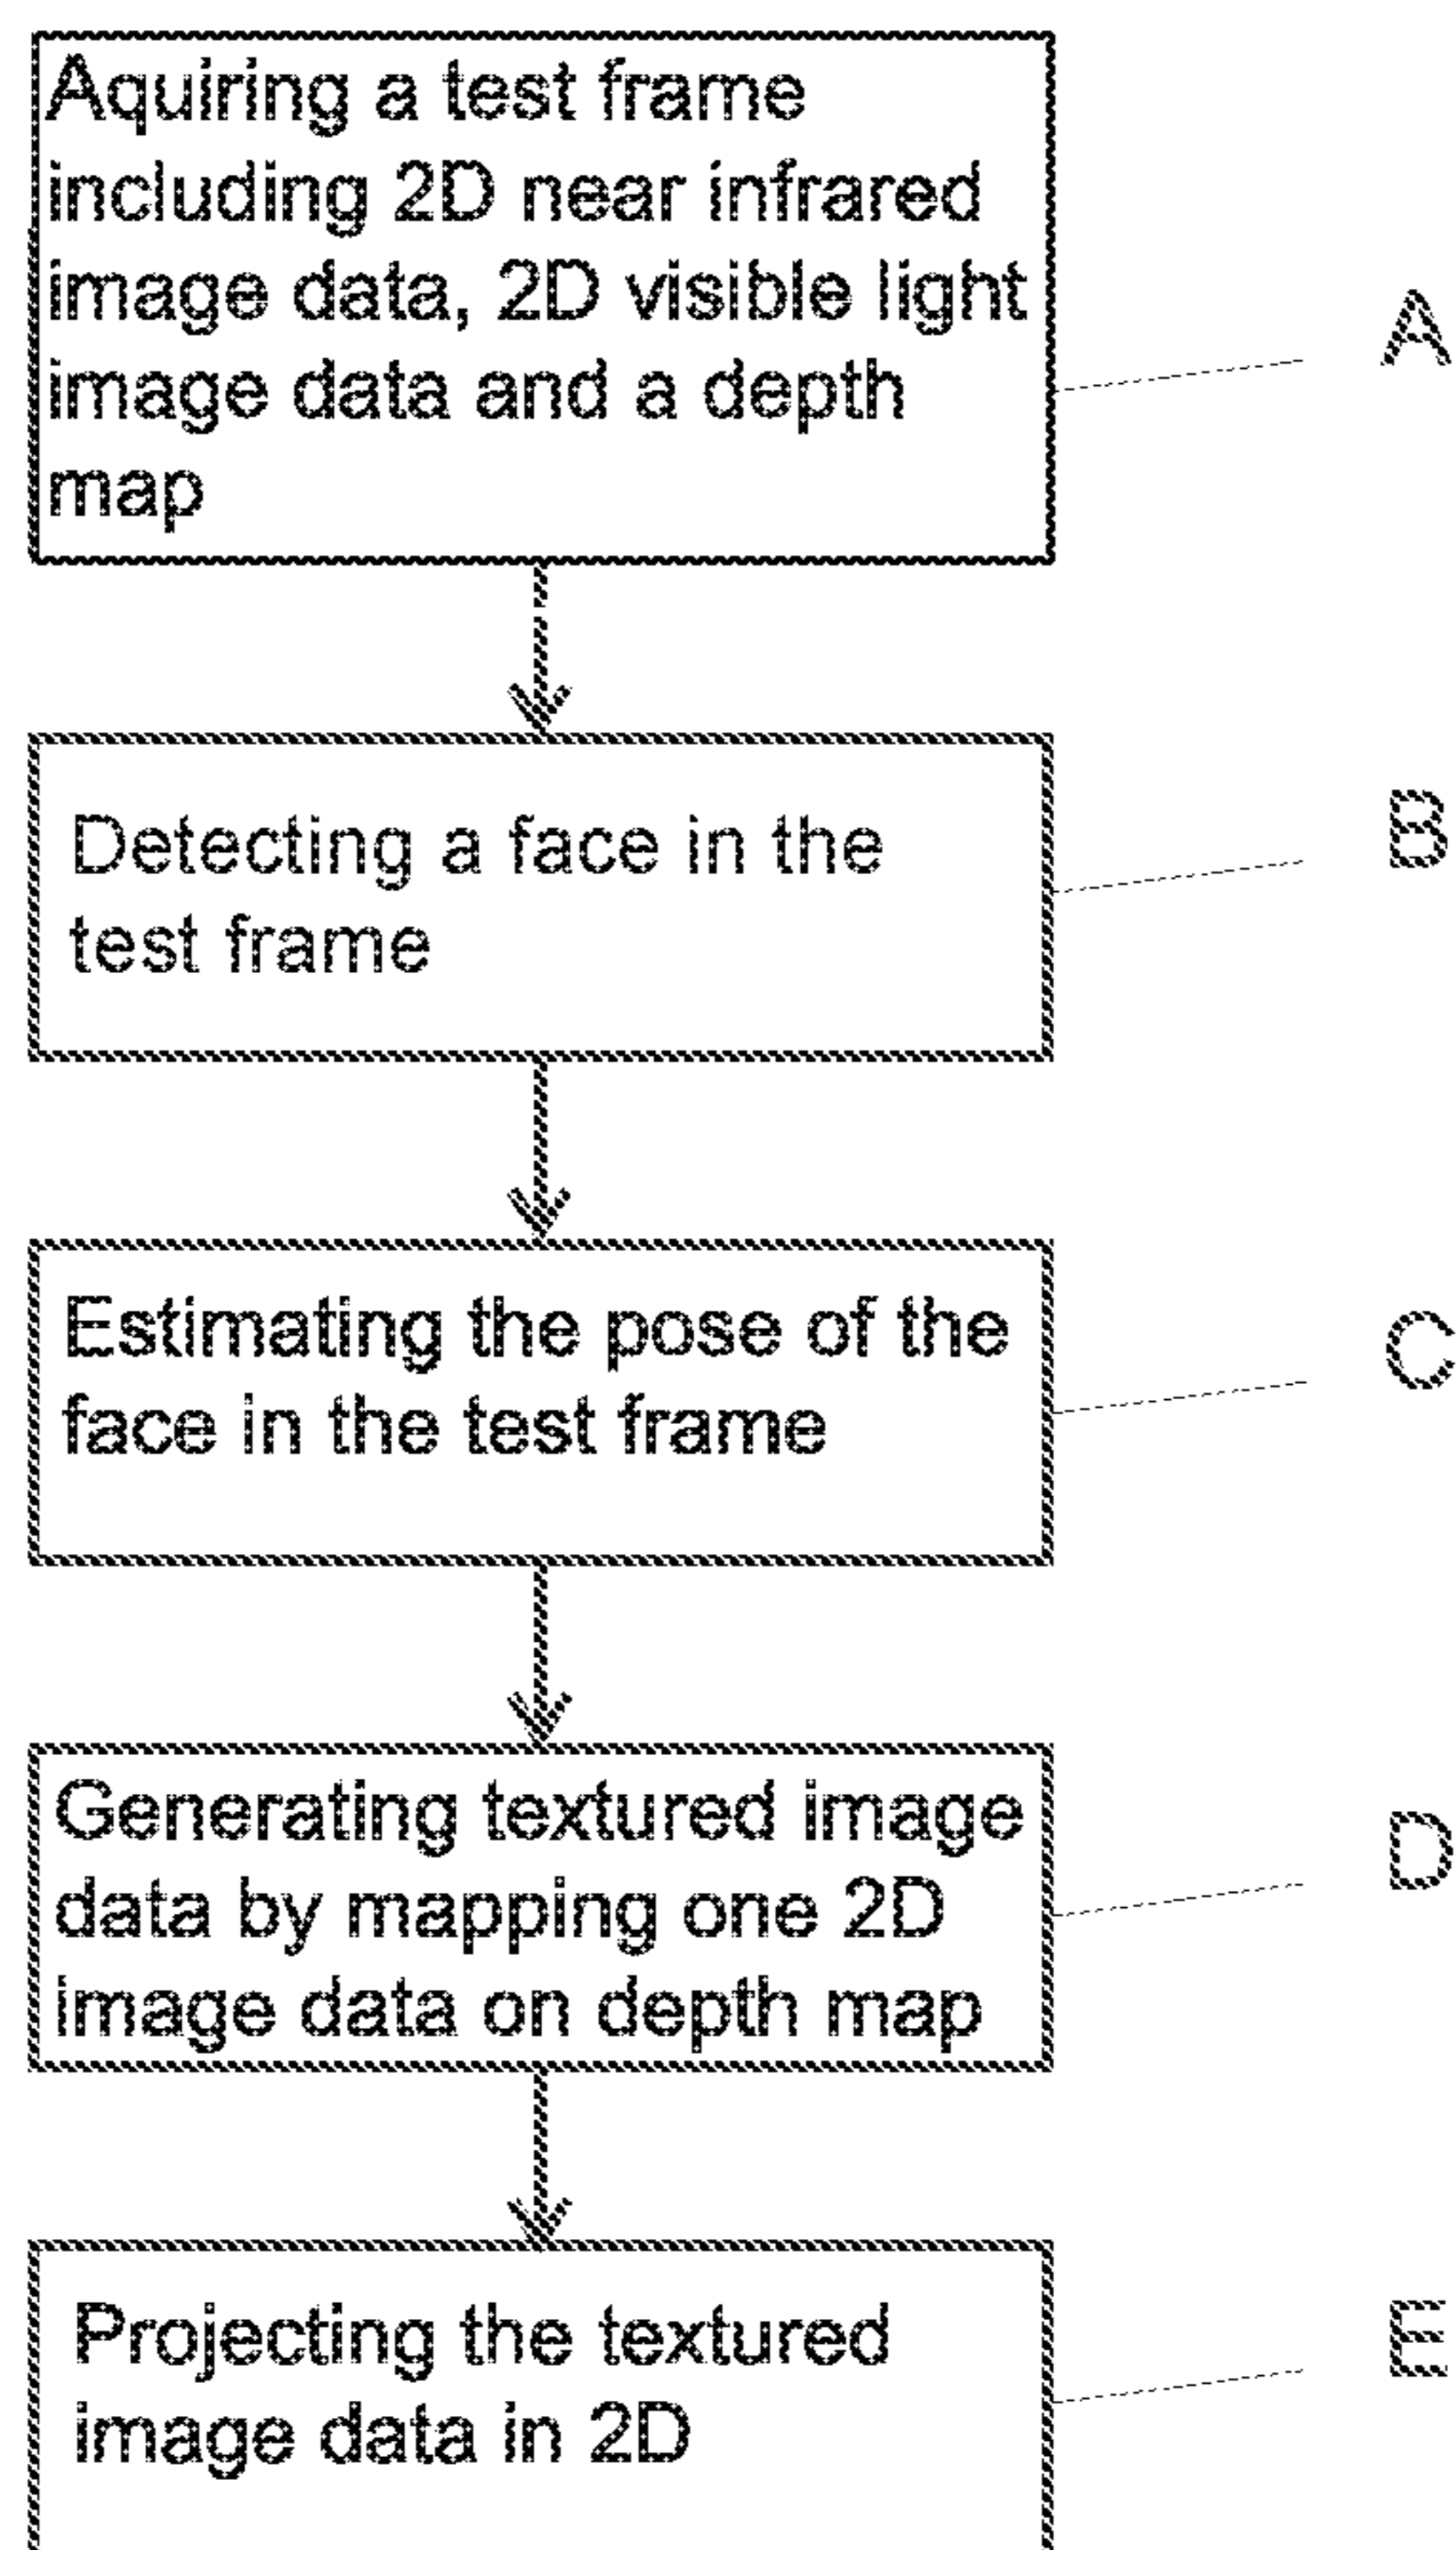 Aquiring a test frame
including 2D near infrared
image data, 2D visible light
image data and a depth
map
A
Detecting a face in the
test frame
B
Estimating the pose of the
face in the test frame
C
Generating textured image
data by mapping one 2D
image data on depth map
D
Projecting the textured
image data in 2D
E